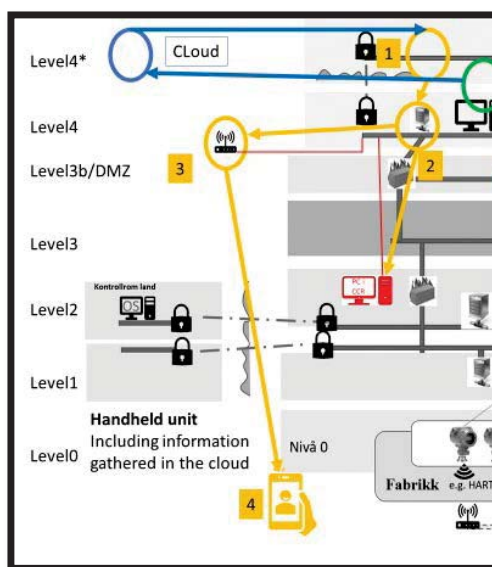 Level4*
CLoud
1
Level4
3
2
Level3b/DMZ
Level3
Kontrollrom land
OS
PC i
CCR
Level2
Level1
Handheld unit
Including information
gathered in the cloud
Level0
Nivå 0
4
Fabrikk
e.g. HART